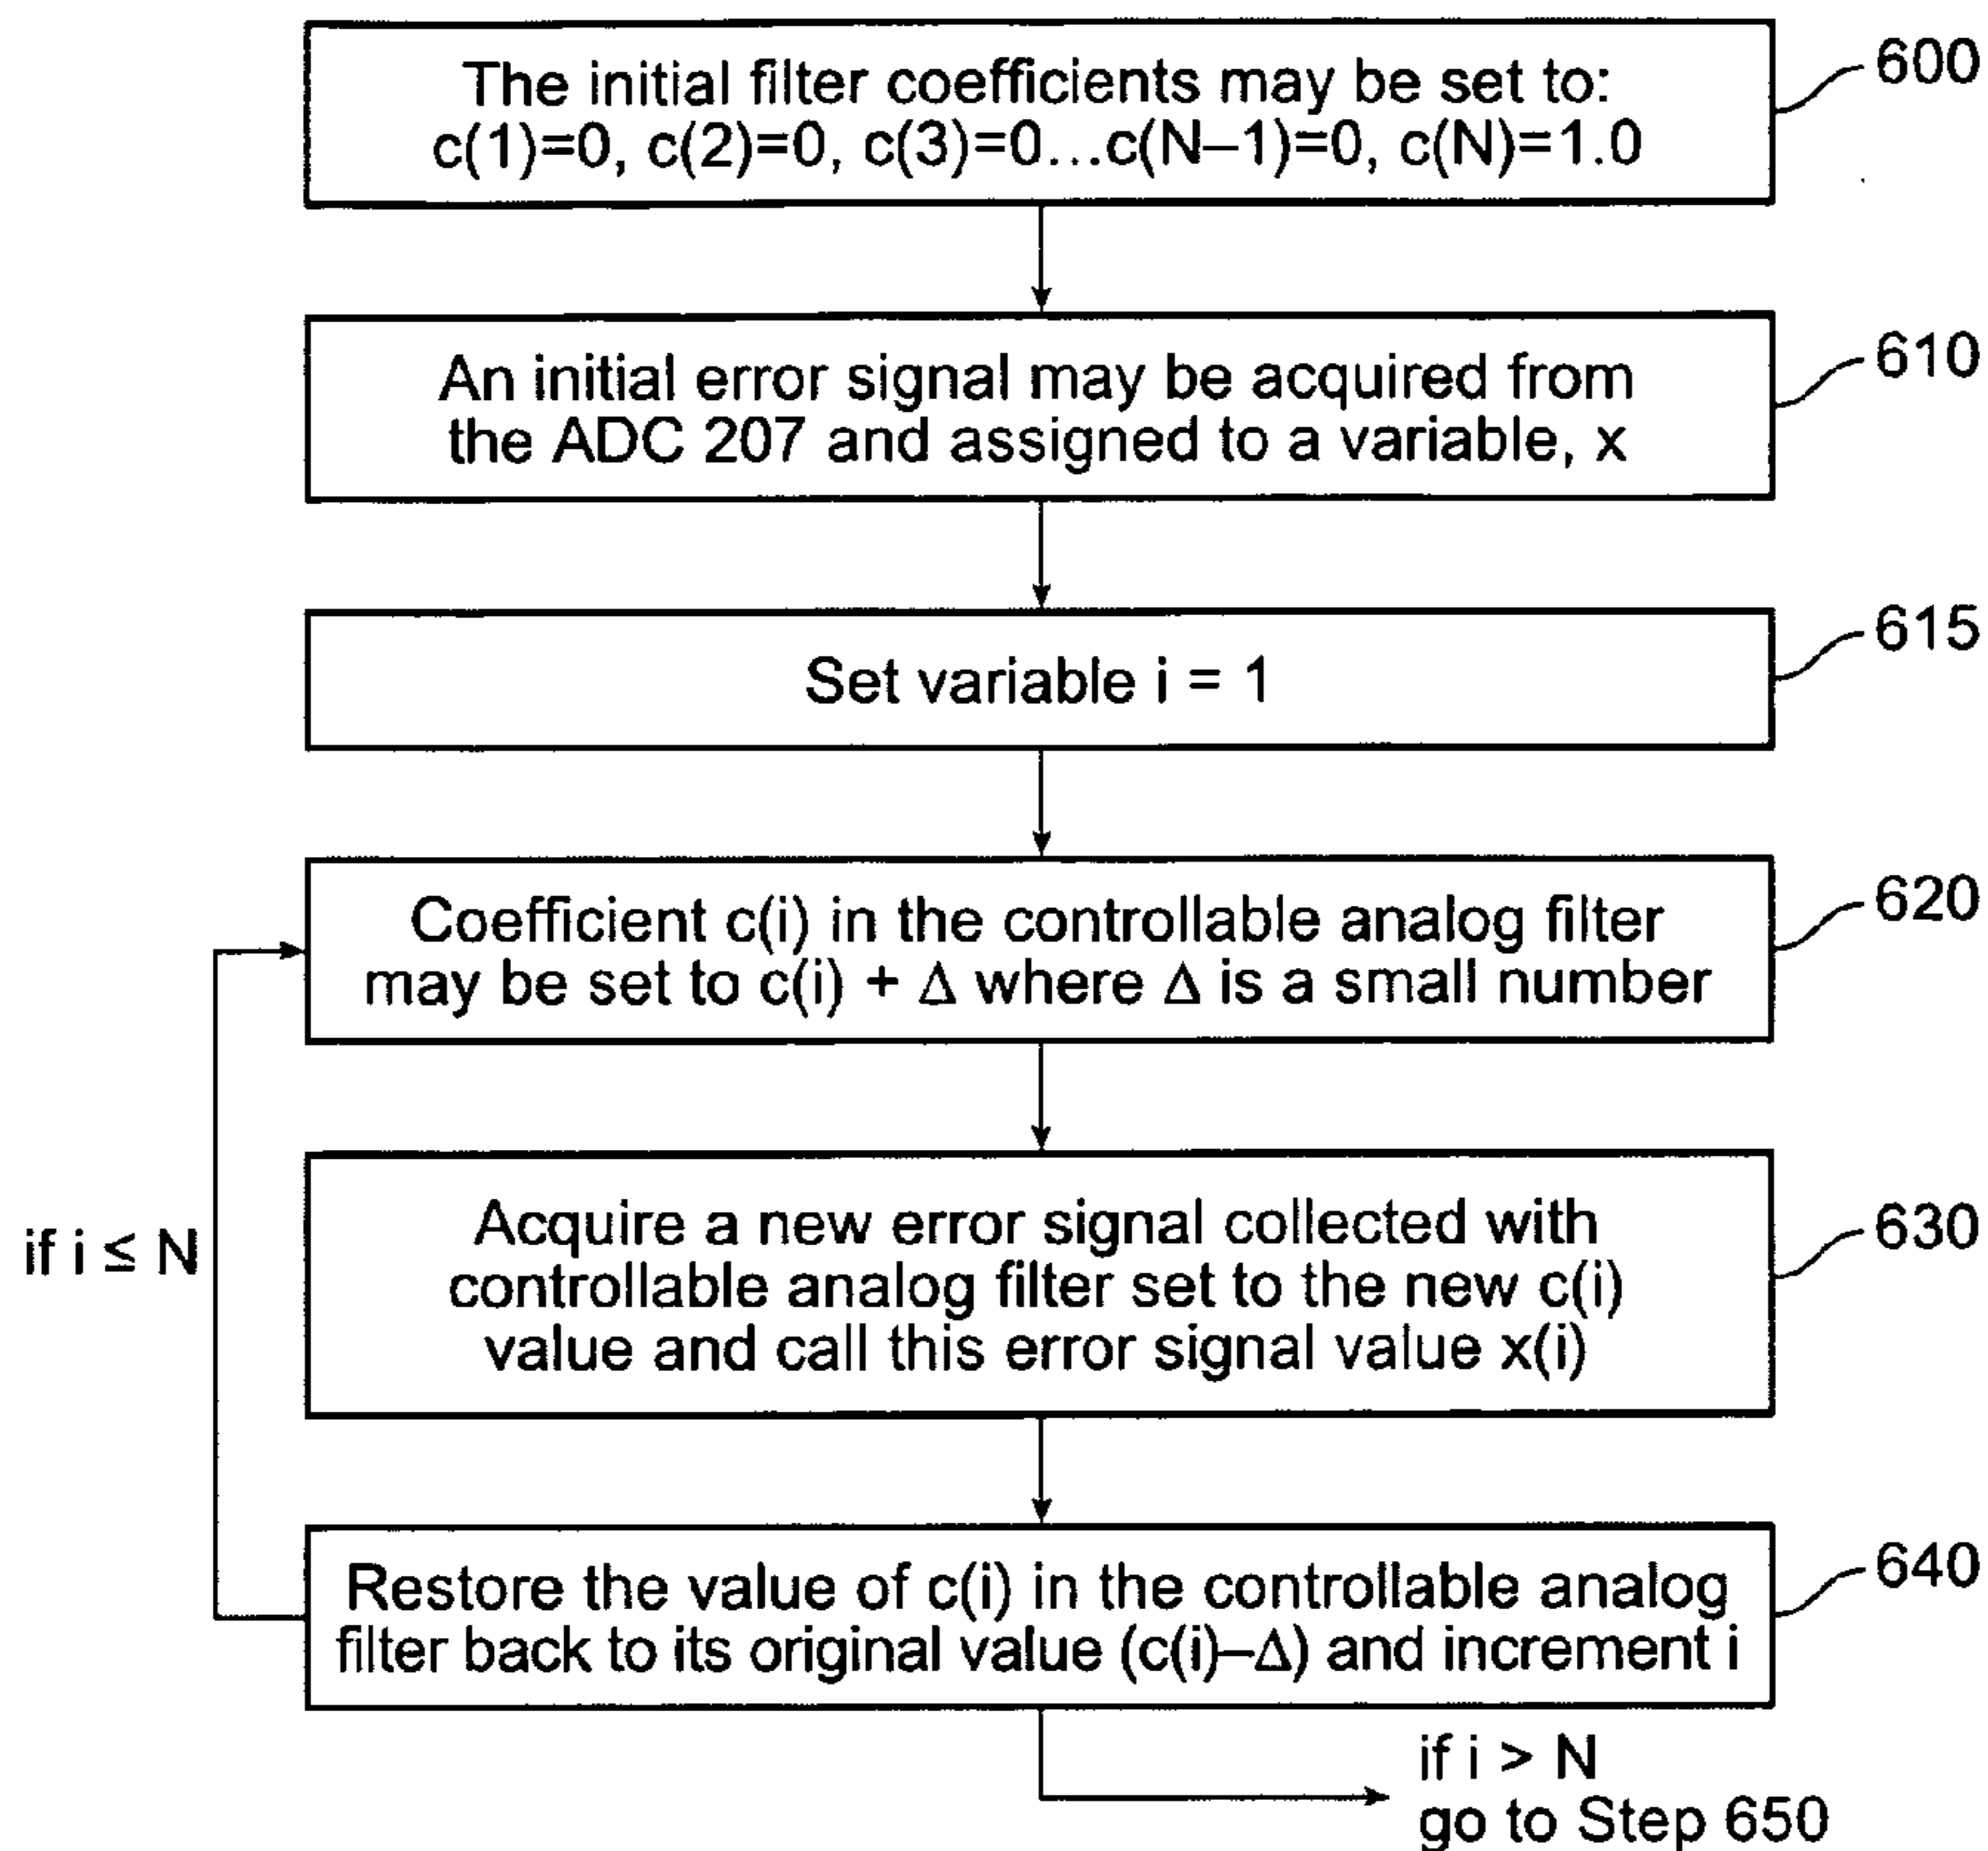 The initial filter coefficients may be set to:
c(1)=0, c(2)=0, c(3)=0...c(N–1)=0, c(N)=1.0
600
An initial error signal may be acquired from
the ADC 207 and assigned to a variable, x
610
Set variable i = 1
615
Coefficient c(i) in the controllable analog filter
may be set to c(i) + Δ where Δ is a small number
620
if i ≤ N
Acquire a new error signal collected with
controllable analog filter set to the new c(i)
value and call this error signal value x(i)
630
Restore the value of c(i) in the controllable analog
filter back to its original value (c(i)–Δ) and increment i
640
if i > N
go to Step 650